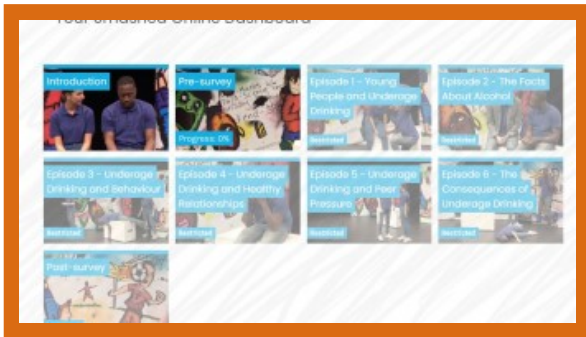 Your Smashed Online Dashboard
Introduction
Pre-survey
Progress: 0%
Episode 1 - Young
People and Underage
Drinking
Restricted
Episode 2 - The Facts
About Alcohol
Restricted
Episode 3 - Underage
Drinking and Behaviour
Restricted
Episode 4 - Underage
Drinking and Healthy
Relationships
Restricted
Episode 5 - Underage
Drinking and Peer
Pressure
Restricted
Episode 6 - The
Consequences of
Underage Drinking
Restricted
Post-survey